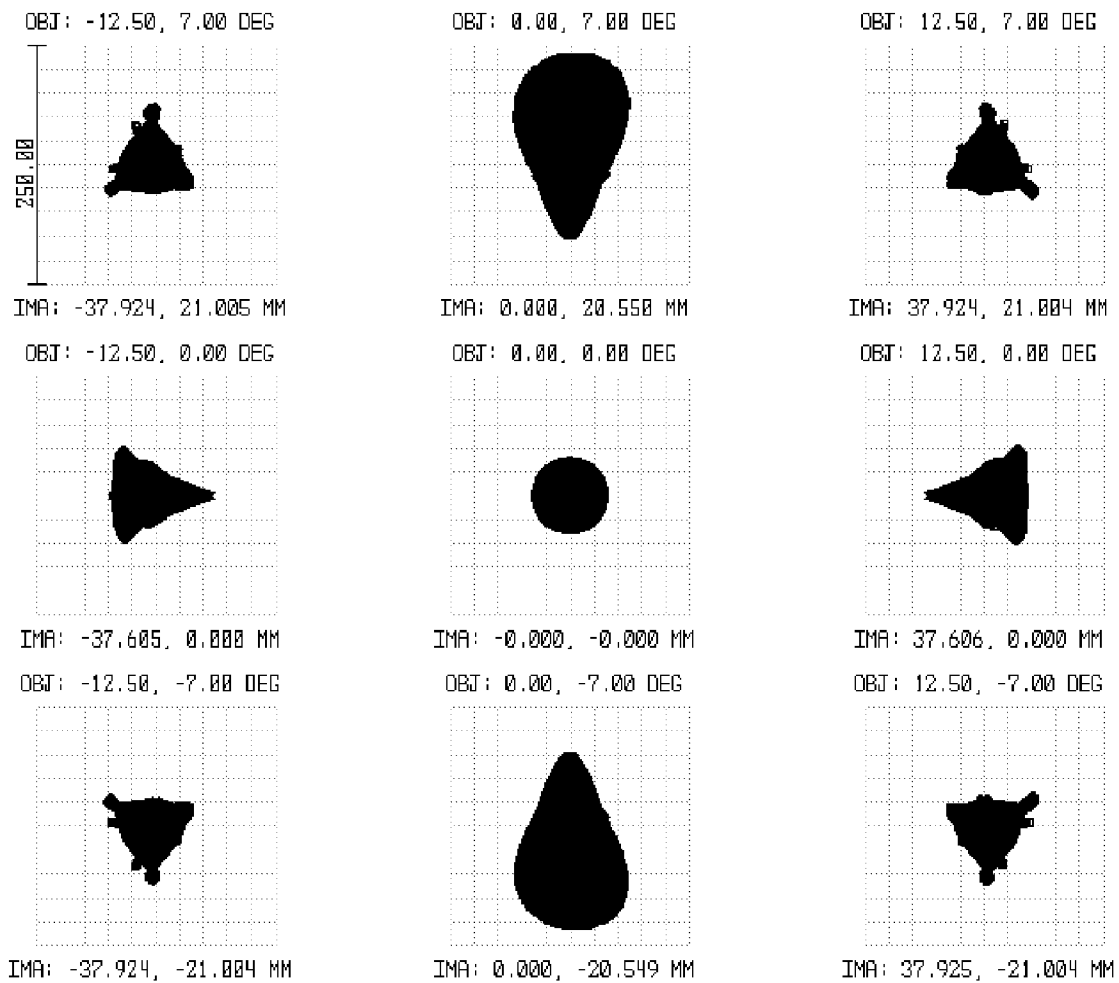 OBJ: -12.50, 7.00 DEG
OBJ: 0.00, 7.00 DEG
OBJ: 12.50, 7.00 DEG
250.00
IMA: -37.924, 21.005 MM
IMA: 0.000, 20.550 MM
IMA: 37.924, 21.004 MM
OBJ: -12.50, 0.00 DEG
OBJ: 0.00, 0.00 DEG
OBJ: 12.50, 0.00 DEG
IMA: -37.605, 0.000 MM
IMA: -0.000, -0.000 MM
IMA: 37.606, 0.000 MM
OBJ: -12.50, -7.00 DEG
OBJ: 0.00, -7.00 DEG
OBJ: 12.50, -7.00 DEG
IMA: -37.924, -21.004 MM
IMA: 0.000, -20.549 MM
IMA: 37.925, -21.004 MM